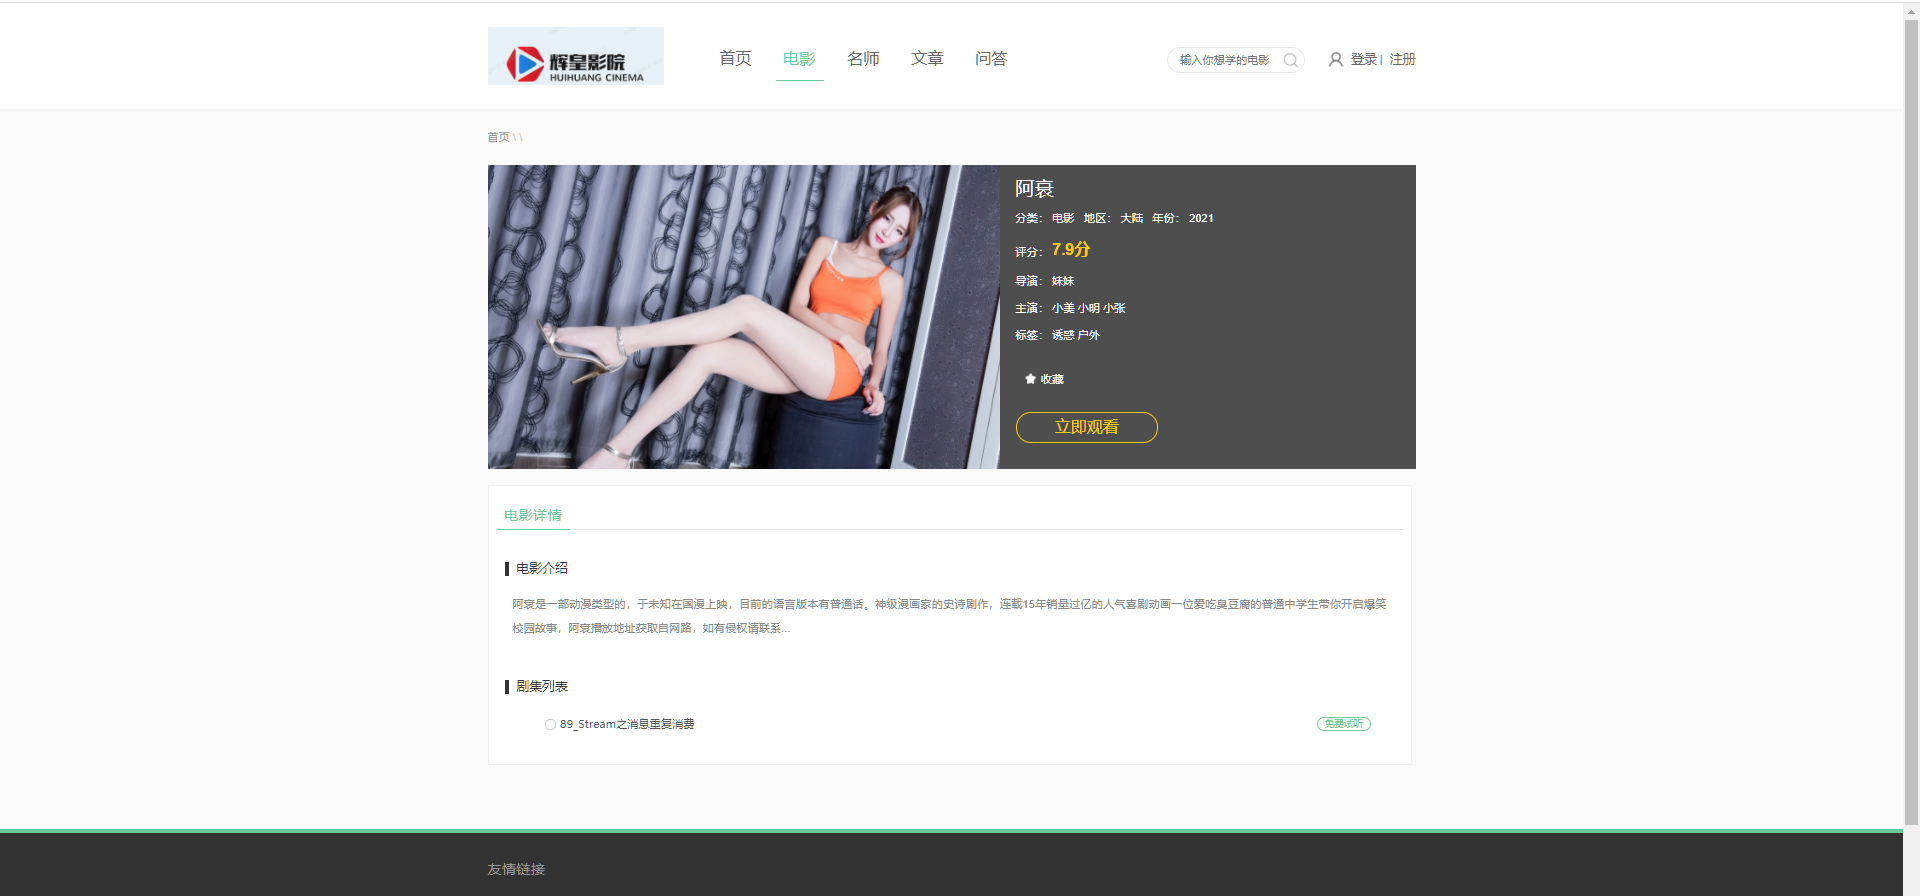 辉皇影院
HUIHUANG CINEMA
首页 电影 名师 文章 问答
输入你想学的电影
登录 | 注册
首页 \ \
阿衰
分类： 电影 地区： 大陆 年份： 2021
评分： 7.9分
导演： 妹妹
主演： 小美 小明 小张
标签： 诱惑 户外
收藏
立即观看
电影详情
电影介绍
阿衰是一部动漫类型的，于未知在国漫上映，目前的语言版本有普通话。神级漫画家的史诗剧作，连载15年销量过亿的人气喜剧动画一位爱吃臭豆腐的普通中学生带你开启爆笑
校园故事，阿衰播放地址获取自网路，如有侵权请联系...
剧集列表
89_Stream之消息重复消费
免费试听
友情链接